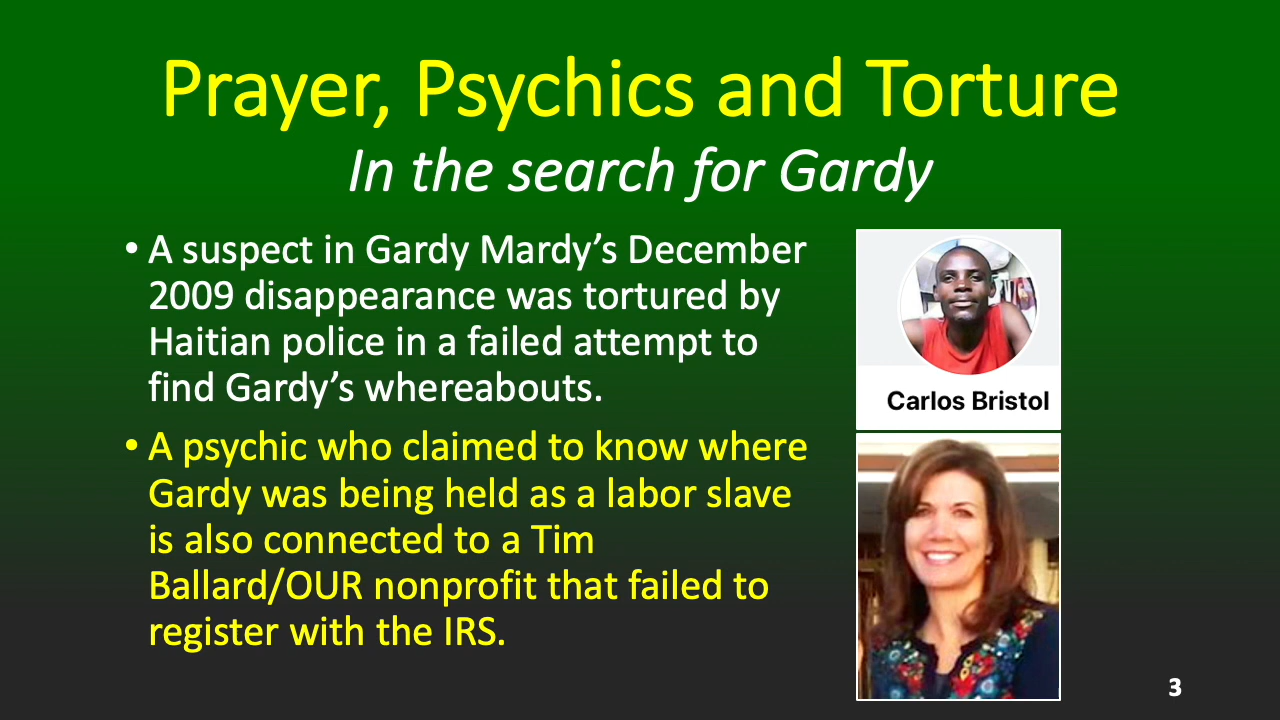 Prayer, Psychics and Torture
In the search for Gardy
• A suspect in Gardy Mardy’s December
2009 disappearance was tortured by
Haitian police in a failed attempt to
find Gardy’s whereabouts.
• A psychic who claimed to know where
Gardy was being held as a labor slave
is also connected to a Tim
Ballard/OUR nonprofit that failed to
register with the IRS.
Carlos Bristol
3